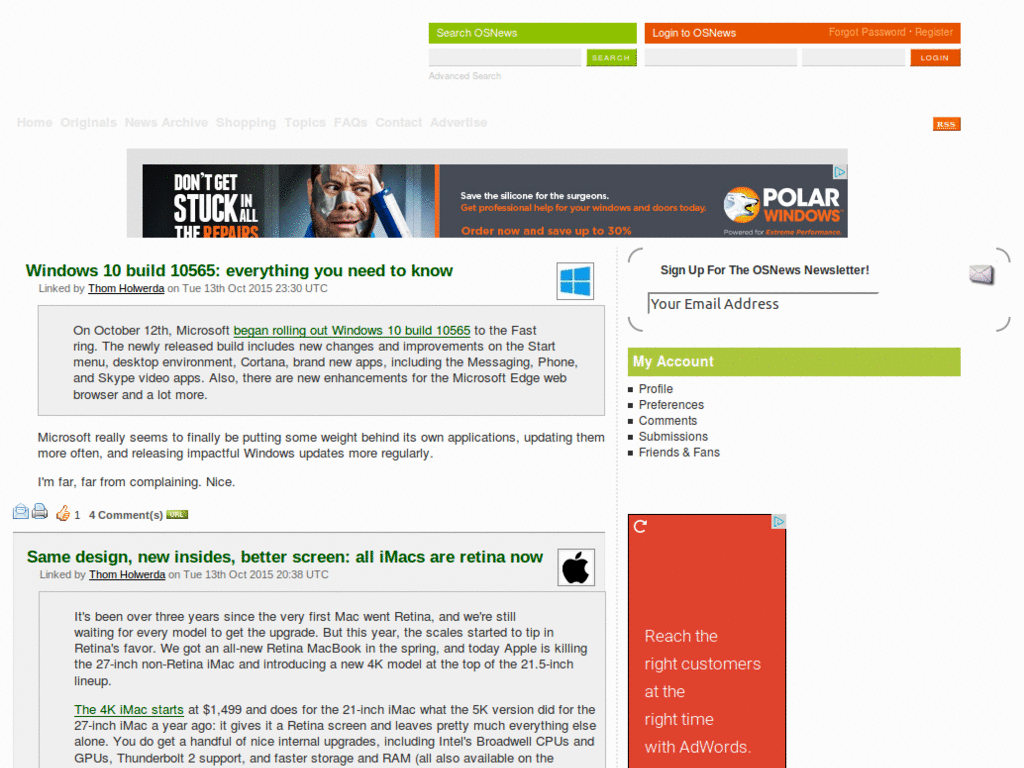 Search OSNews
Login to OSNews
Forgot Password • Register
SEARCH
LOGIN
Advanced Search
Home Originals News Archive Shopping Topics FAQs Contact Advertise
RSS
DON'T GET
STUCK IN ALL
THE REPAIRS
Save the silicone for the surgeons.
Get professional help for your windows and doors today.
Order now and save up to 30%
POLAR
WINDOWS
Powered for Extreme Performance.
Windows 10 build 10565: everything you need to know
Linked by Thom Holwerda on Tue 13th Oct 2015 23:30 UTC
On October 12th, Microsoft began rolling out Windows 10 build 10565 to the Fast
ring. The newly released build includes new changes and improvements on the Start
menu, desktop environment, Cortana, brand new apps, including the Messaging, Phone,
and Skype video apps. Also, there are new enhancements for the Microsoft Edge web
browser and a lot more.
Microsoft really seems to finally be putting some weight behind its own applications, updating them
more often, and releasing impactful Windows updates more regularly.
I'm far, far from complaining. Nice.
1 4 Comment(s) URL
Same design, new insides, better screen: all iMacs are retina now
Linked by Thom Holwerda on Tue 13th Oct 2015 20:38 UTC
It's been over three years since the very first Mac went Retina, and we're still
waiting for every model to get the upgrade. But this year, the scales started to tip in
Retina's favor. We got an all-new Retina MacBook in the spring, and today Apple is killing
the 27-inch non-Retina iMac and introducing a new 4K model at the top of the 21.5-inch
lineup.
The 4K iMac starts at $1,499 and does for the 21-inch iMac what the 5K version did for the
27-inch iMac a year ago: it gives it a Retina screen and leaves pretty much everything else
alone. You do get a handful of nice internal upgrades, including Intel's Broadwell CPUs and
GPUs, Thunderbolt 2 support, and faster storage and RAM (all also available on the
Sign Up For The OSNews Newsletter!
Your Email Address
My Account
Profile
Preferences
Comments
Submissions
Friends & Fans
Reach the
right customers
at the
right time
with AdWords.